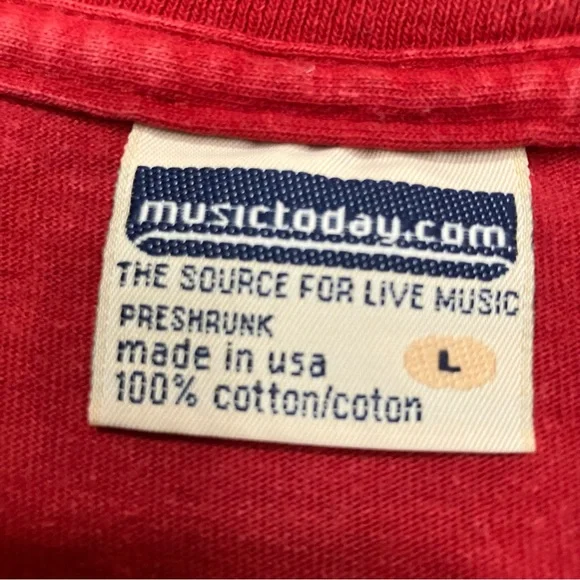 musictoday.com
THE SOURCE FOR LIVE MUSIC
PRESHRUNK
made in usa
L
100% cotton/coton